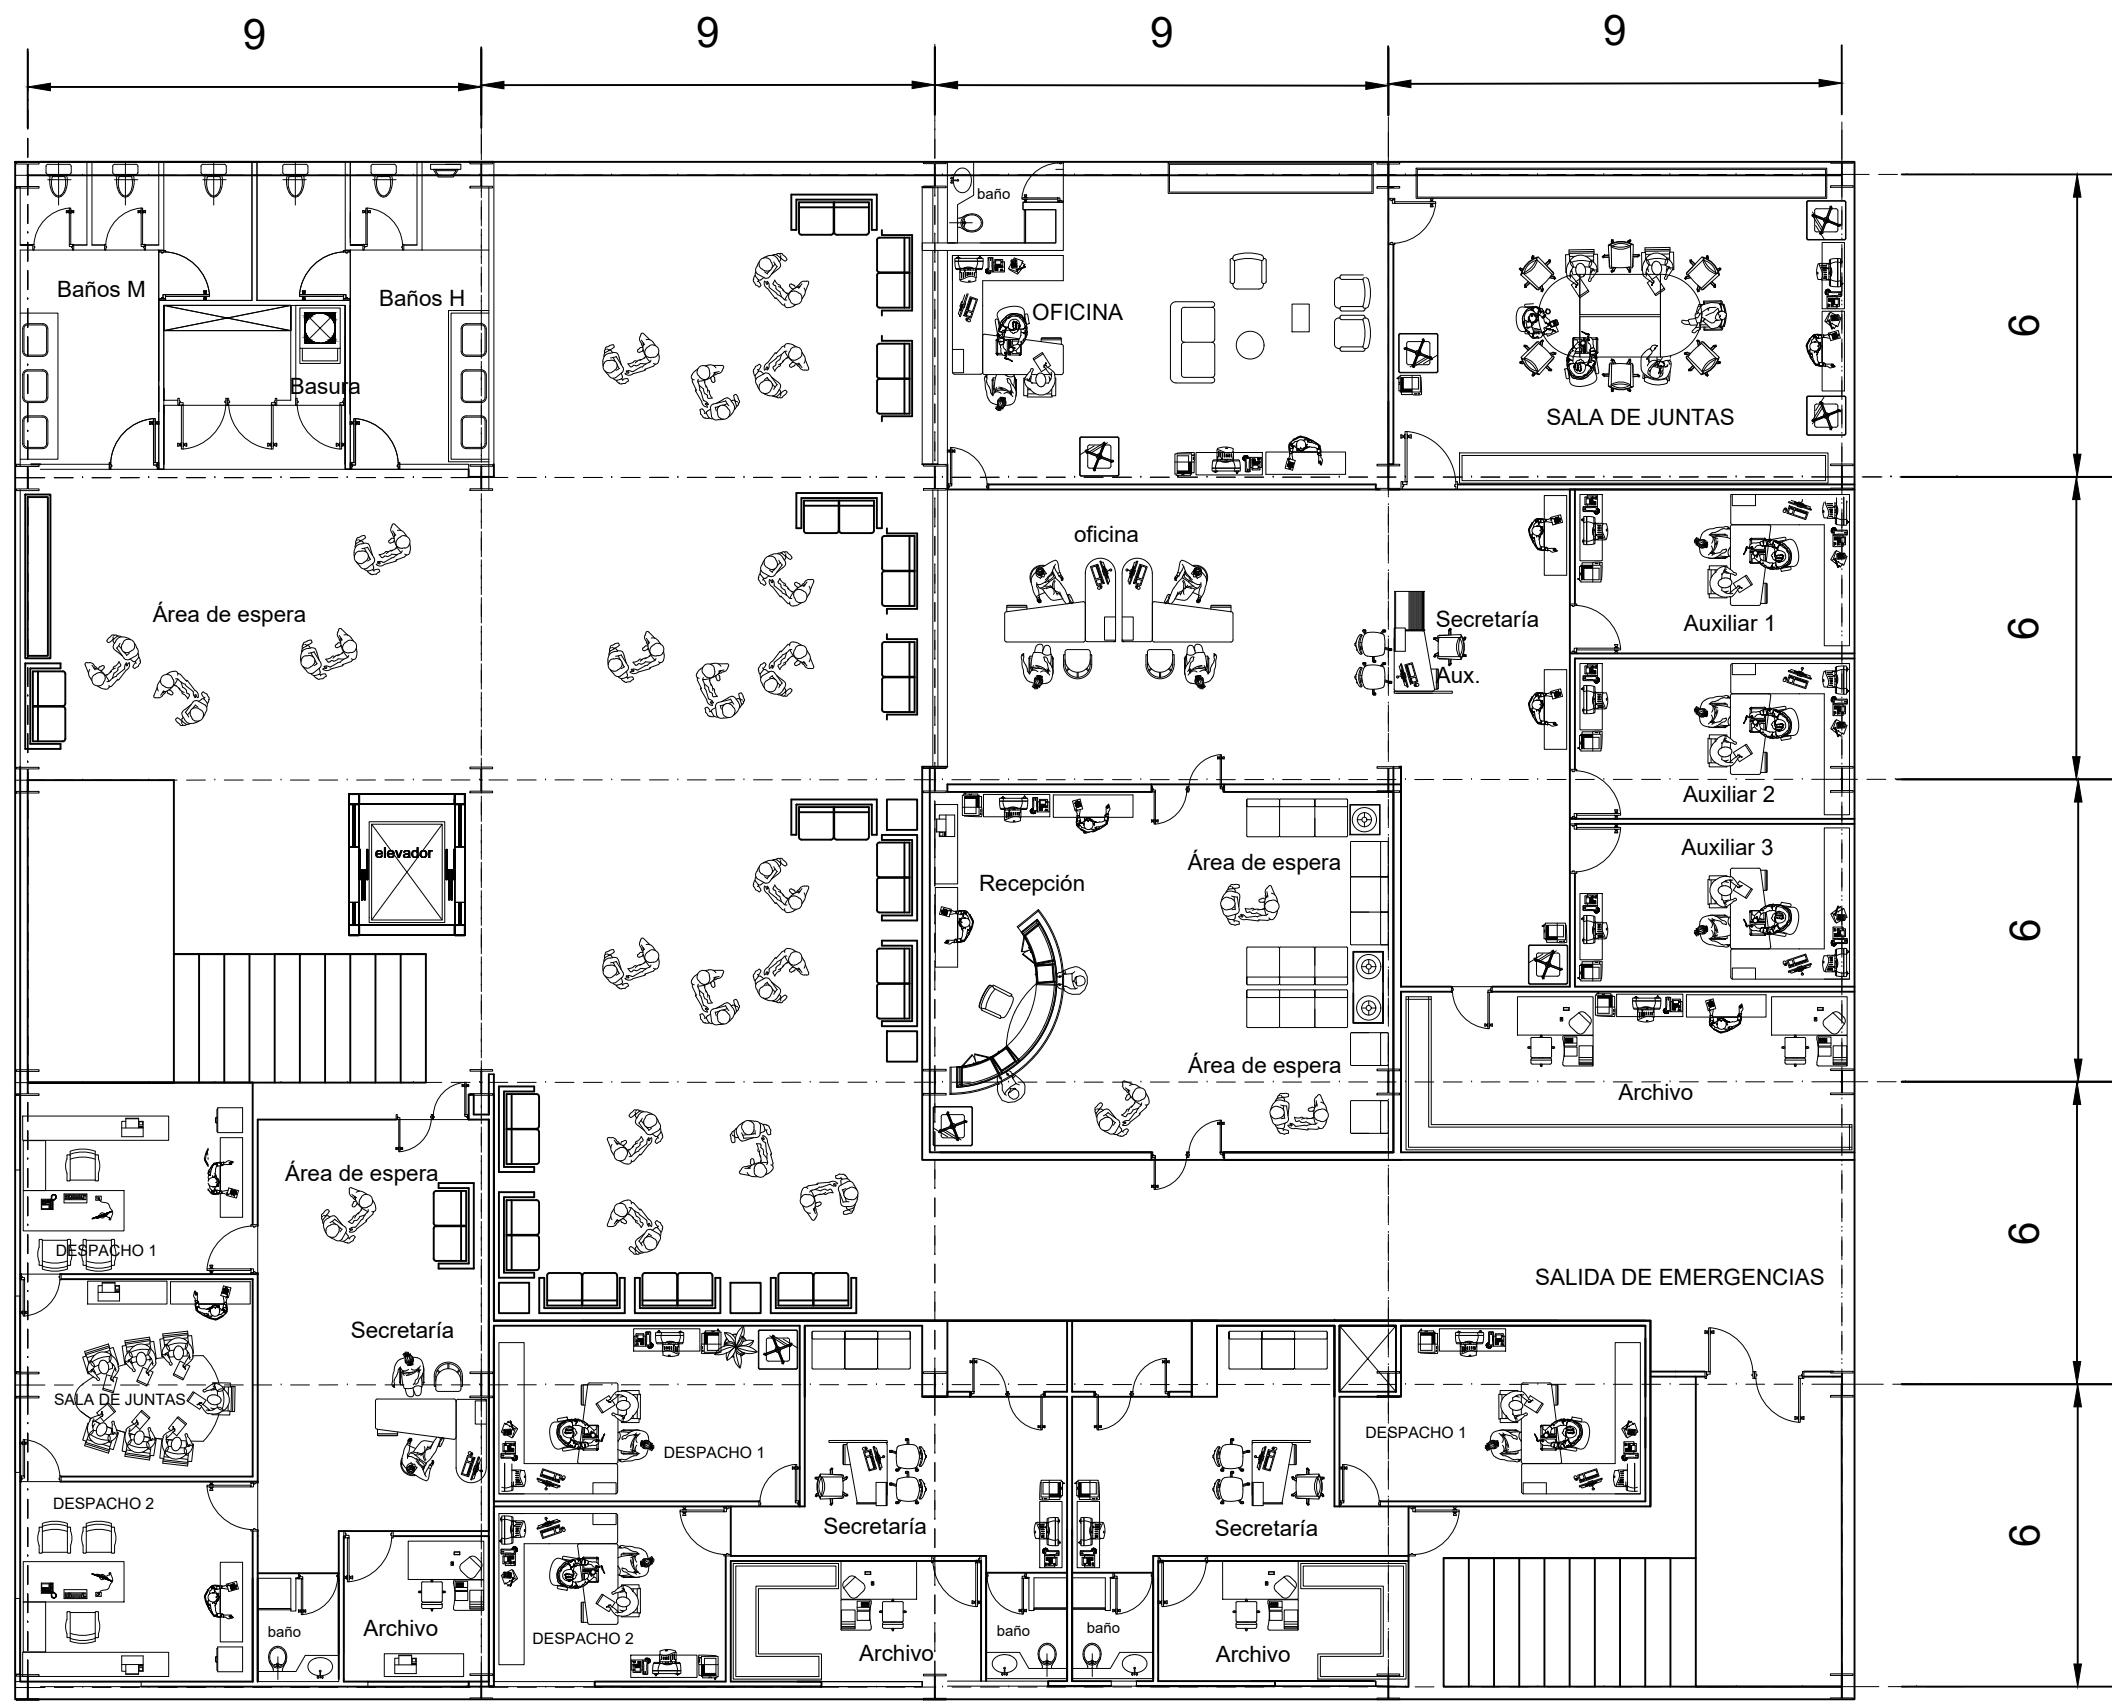 9
9
9
9
baño
Baños M
Baños H
OFICINA
6
Basura
SALA DE JUNTAS
oficina
Área de espera
Secretaría
Aux.
Auxiliar 1
6
Auxiliar 2
elevador
Recepción
Área de espera
Auxiliar 3
6
Área de espera
Archivo
Área de espera
DESPACHO 1
SALIDA DE EMERGENCIAS
6
Secretaría
SALA DE JUNTAS
DESPACHO 1
DESPACHO 1
DESPACHO 2
Secretaría
Secretaría
6
baño
Archivo
DESPACHO 2
Archivo
baño
baño
Archivo